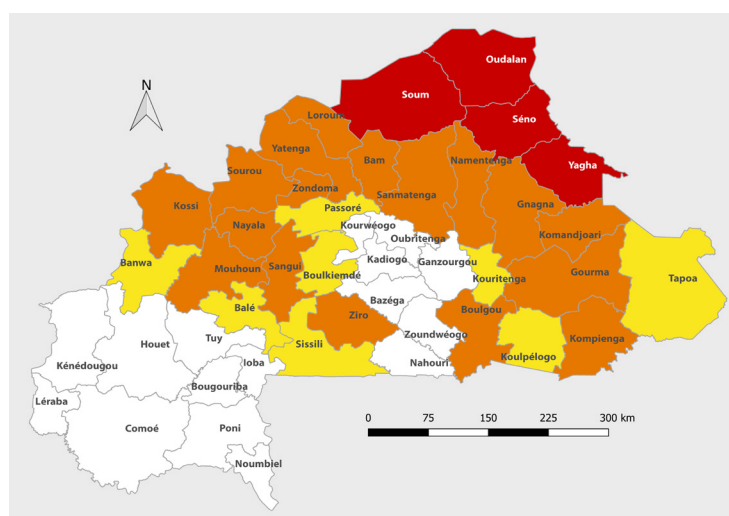 Oudalan
N
Soum
Loroum
Séno
Yatenga
Bam
Namentenga
Yagha
Sourou
Zondoma
Sanmatenga
Kossi
Gnagna
Passoré
Nayala
Kourwéogo
Komandjoari
Oubritenga
Banwa
Mouhoun
Sangui
Kadiogo
Ganzourgou
Boulkiemdé
Kouritenga
Gourma
Tapoa
Bazéga
Balé
Ziro
Boulgou
Zoundwéogo
Tuy
Houet
Sissili
Kompienga
Koulpélogo
Kénédougou
Ioba
Nahouri
Bougouriba
Léraba
Comoé
Poni
Noumbiel
0 75 150 225 300 km